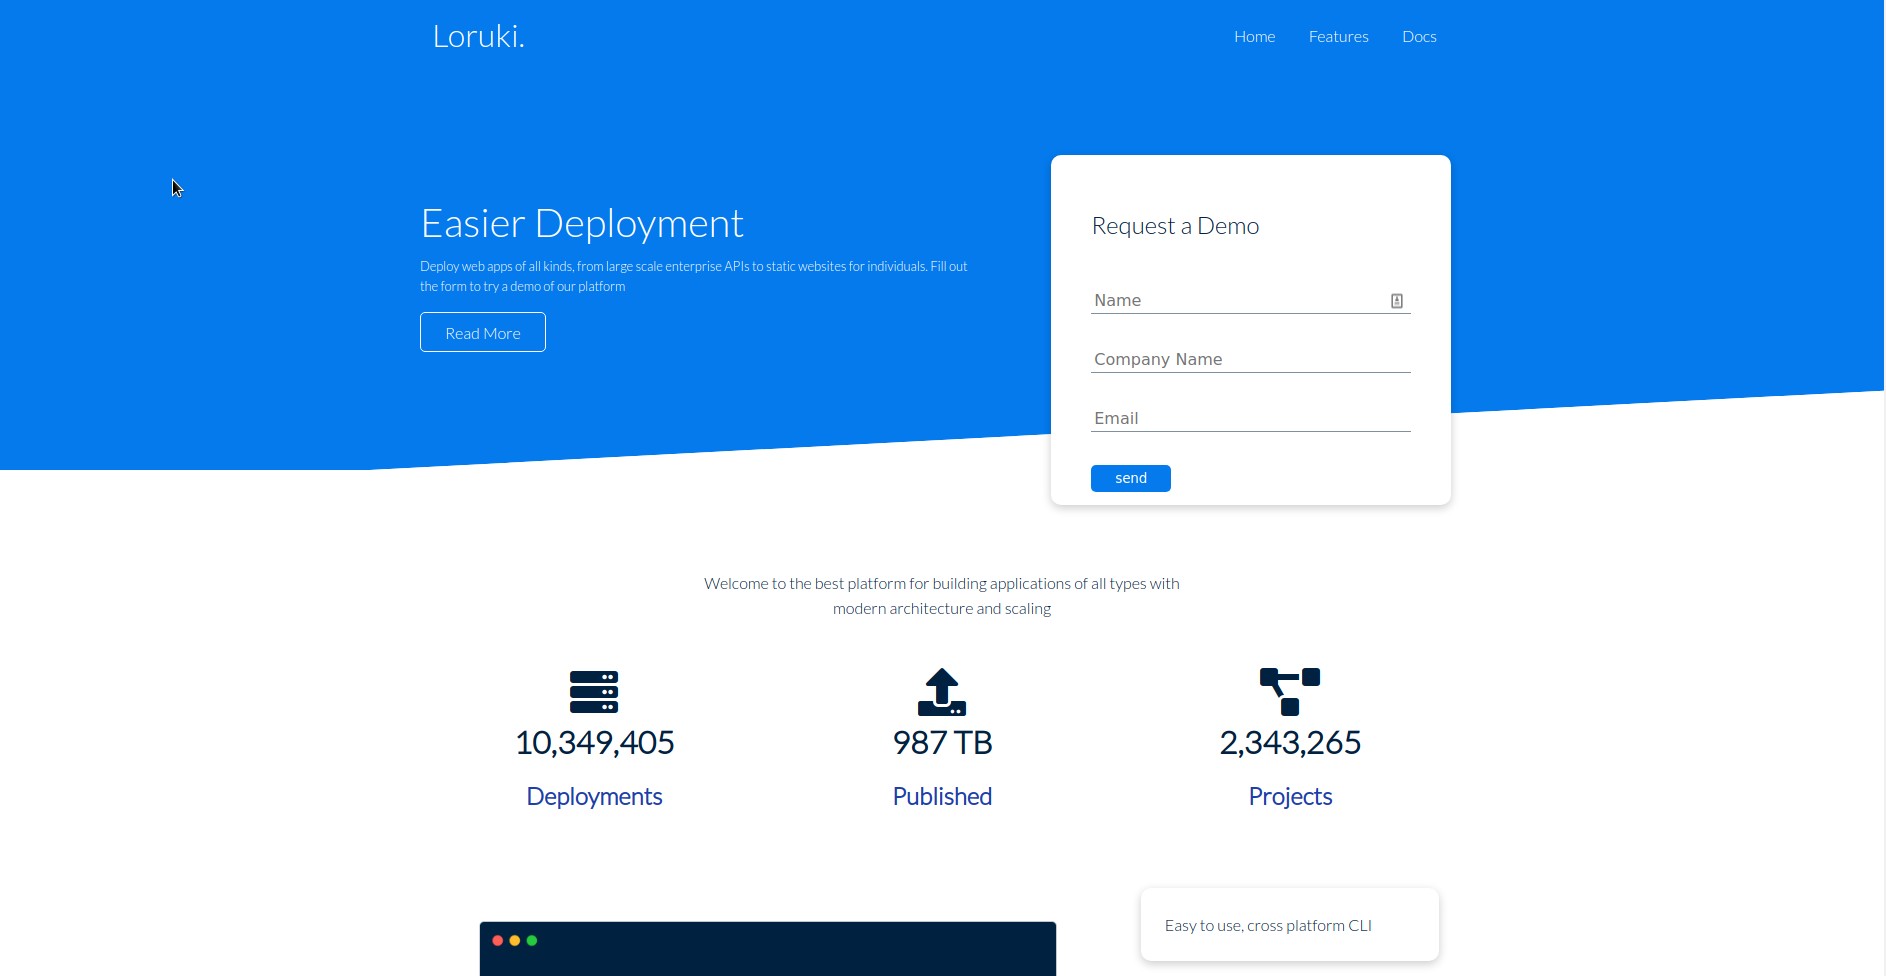 Loruki.
Home Features Docs
Easier Deployment
Deploy web apps of all kinds, from large scale enterprise APIs to static websites for individuals. Fill out
the form to try a demo of our platform
Read More
Request a Demo
Name
Company Name
Email
send
Welcome to the best platform for building applications of all types with
modern architecture and scaling
10,349,405
Deployments
987 TB
Published
2,343,265
Projects
Easy to use, cross platform CLI